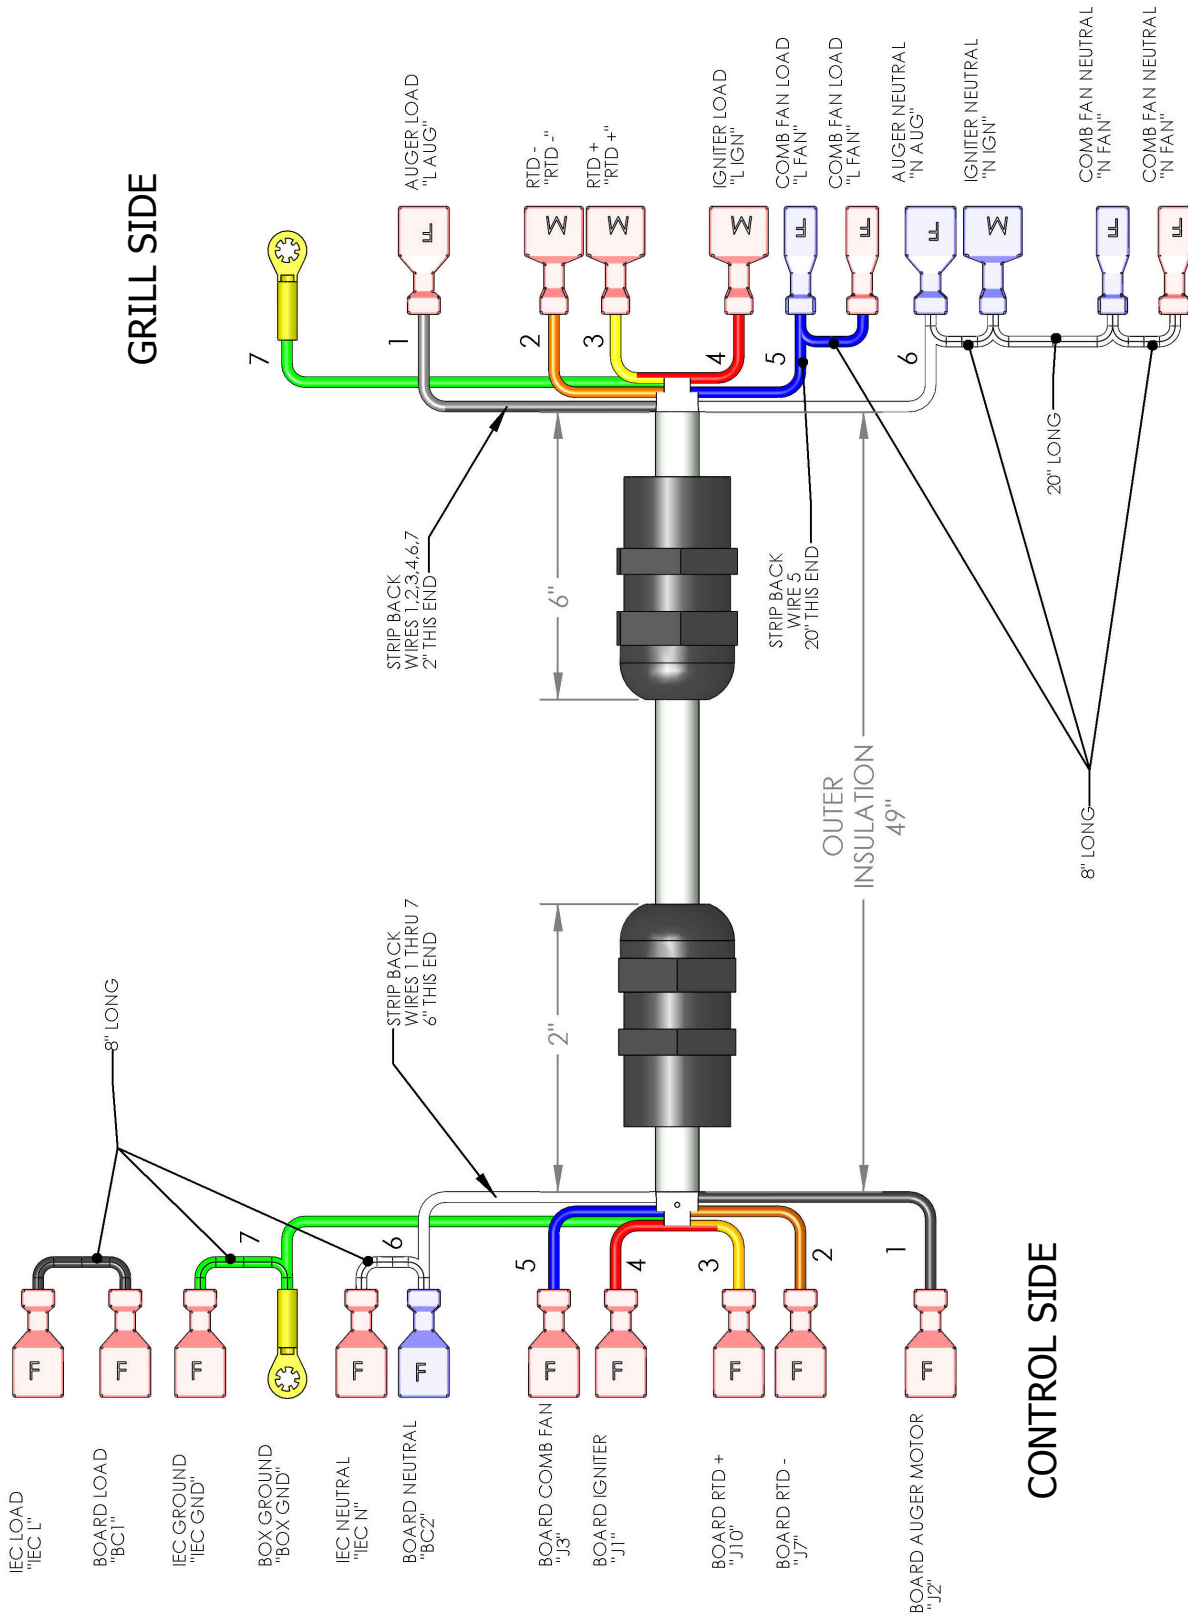 GRILL SIDE
7
1
AUGER LOAD
"L AUG"
F
2
RTD -
"RTD -"
M
3
RTD +
"RTD +"
M
4
IGNITER LOAD
"L IGN"
M
5
COMB FAN LOAD
"L FAN"
F
COMB FAN LOAD
"L FAN"
F
6
AUGER NEUTRAL
"N AUG"
F
IGNITER NEUTRAL
"N IGN"
M
COMB FAN NEUTRAL
"N FAN"
F
COMB FAN NEUTRAL
"N FAN"
F
STRIP BACK
WIRES 1,2,3,4,6,7
2" THIS END
6"
STRIP BACK
WIRE 5
20" THIS END
20" LONG
8" LONG
OUTER
INSULATION
49"
2"
STRIP BACK
WIRES 1 THRU 7
6" THIS END
8" LONG
IEC LOAD
"IEC L"
F
BOARD LOAD
"BC1"
F
IEC GROUND
"IEC GND"
F
7
BOX GROUND
"BOX GND"
IEC NEUTRAL
"IEC N"
F
6
BOARD NEUTRAL
"BC2"
F
BOARD COMB FAN
"J3"
F
5
BOARD IGNITER
"J1"
F
4
BOARD RTD +
"J10"
F
3
BOARD RTD -
"J7"
F
2
BOARD AUGER MOTOR
"J2"
F
1
CONTROL SIDE